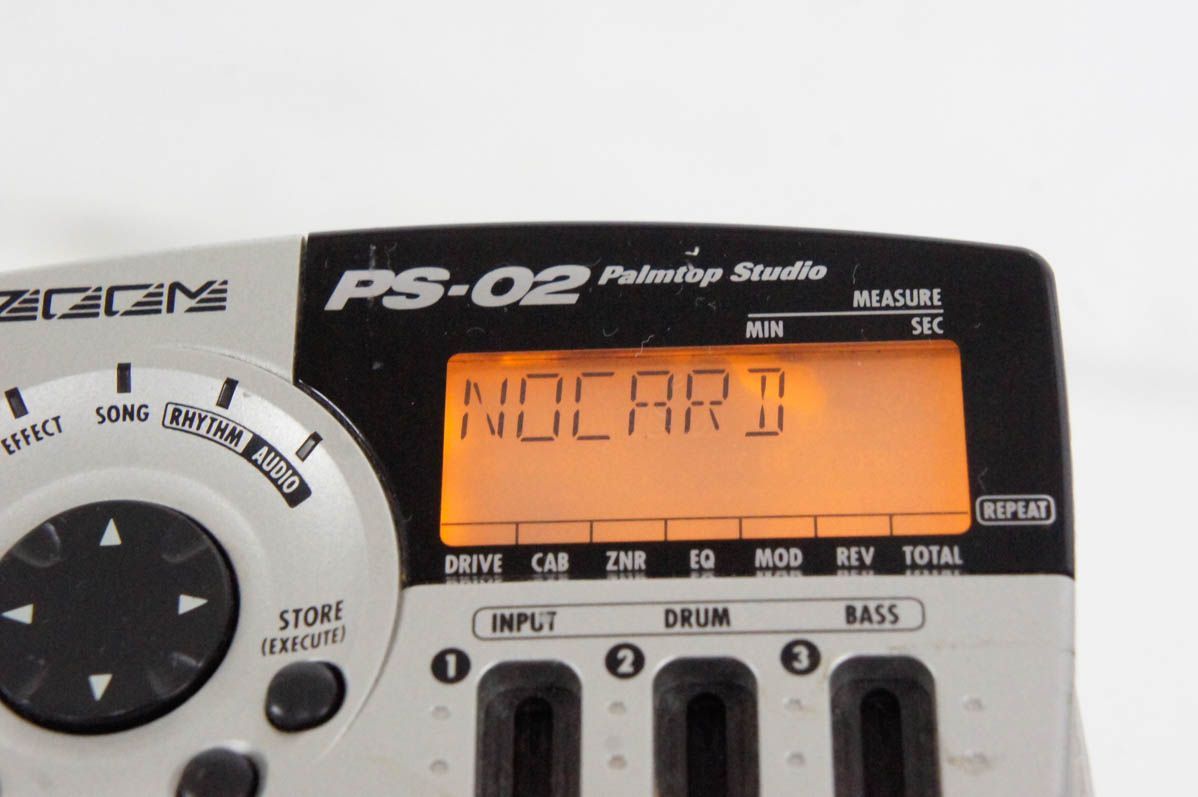 ZOOM
PS-02 Palmtop Studio
MEASURE
MIN SEC
NOCARD
EFFECT
SONG
RHYTHM
AUDIO
REPEAT
DRIVE CAB ZNR EQ MOD REV TOTAL
STORE
(EXECUTE)
INPUT DRUM BASS
1 2 3